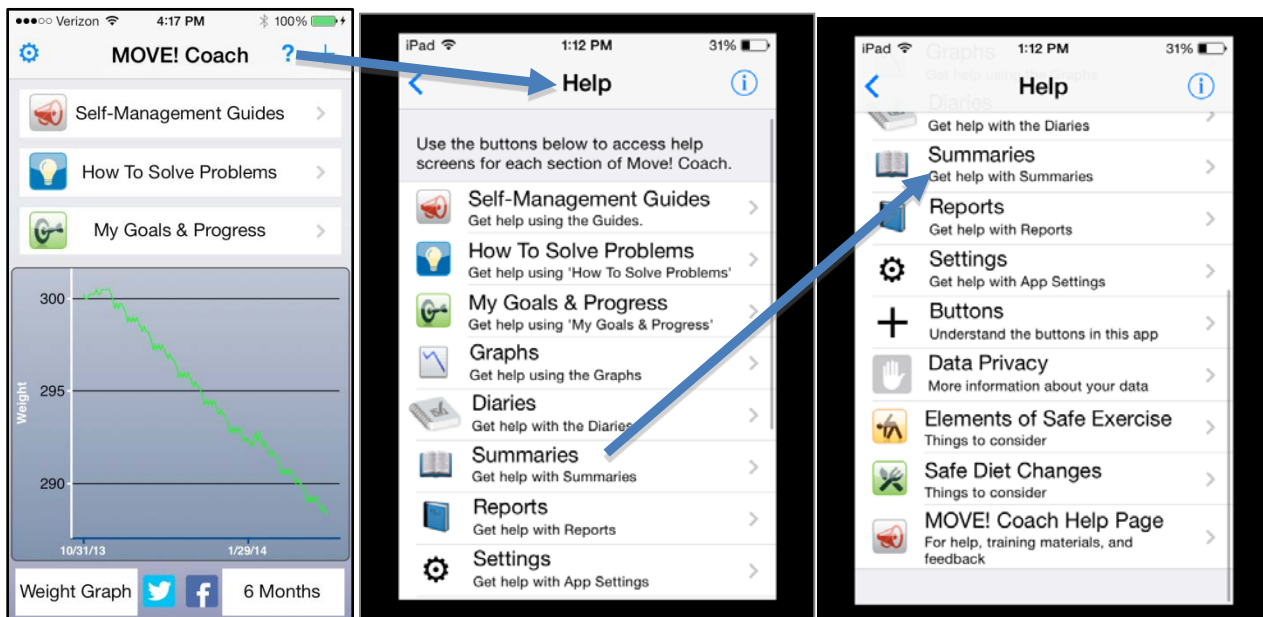 Verizon 4:17 PM 100%
MOVE! Coach ? +
Self-Management Guides
How To Solve Problems
My Goals & Progress
300
295
290
Weight
10/31/13 1/29/14
Weight Graph 6 Months
iPad 1:12 PM 31%
Help
Use the buttons below to access help
screens for each section of Move! Coach.
Self-Management Guides
Get help using the Guides.
How To Solve Problems
Get help using 'How To Solve Problems'
My Goals & Progress
Get help using 'My Goals & Progress'
Graphs
Get help using the Graphs
Diaries
Get help with the Diaries
Summaries
Get help with Summaries
Reports
Get help with Reports
Settings
Get help with App Settings
iPad 1:12 PM 31%
Graphs
Get help using the Graphs
Help
Diaries
Get help with the Diaries
Summaries
Get help with Summaries
Reports
Get help with Reports
Settings
Get help with App Settings
Buttons
Understand the buttons in this app
Data Privacy
More information about your data
Elements of Safe Exercise
Things to consider
Safe Diet Changes
Things to consider
MOVE! Coach Help Page
For help, training materials, and
feedback